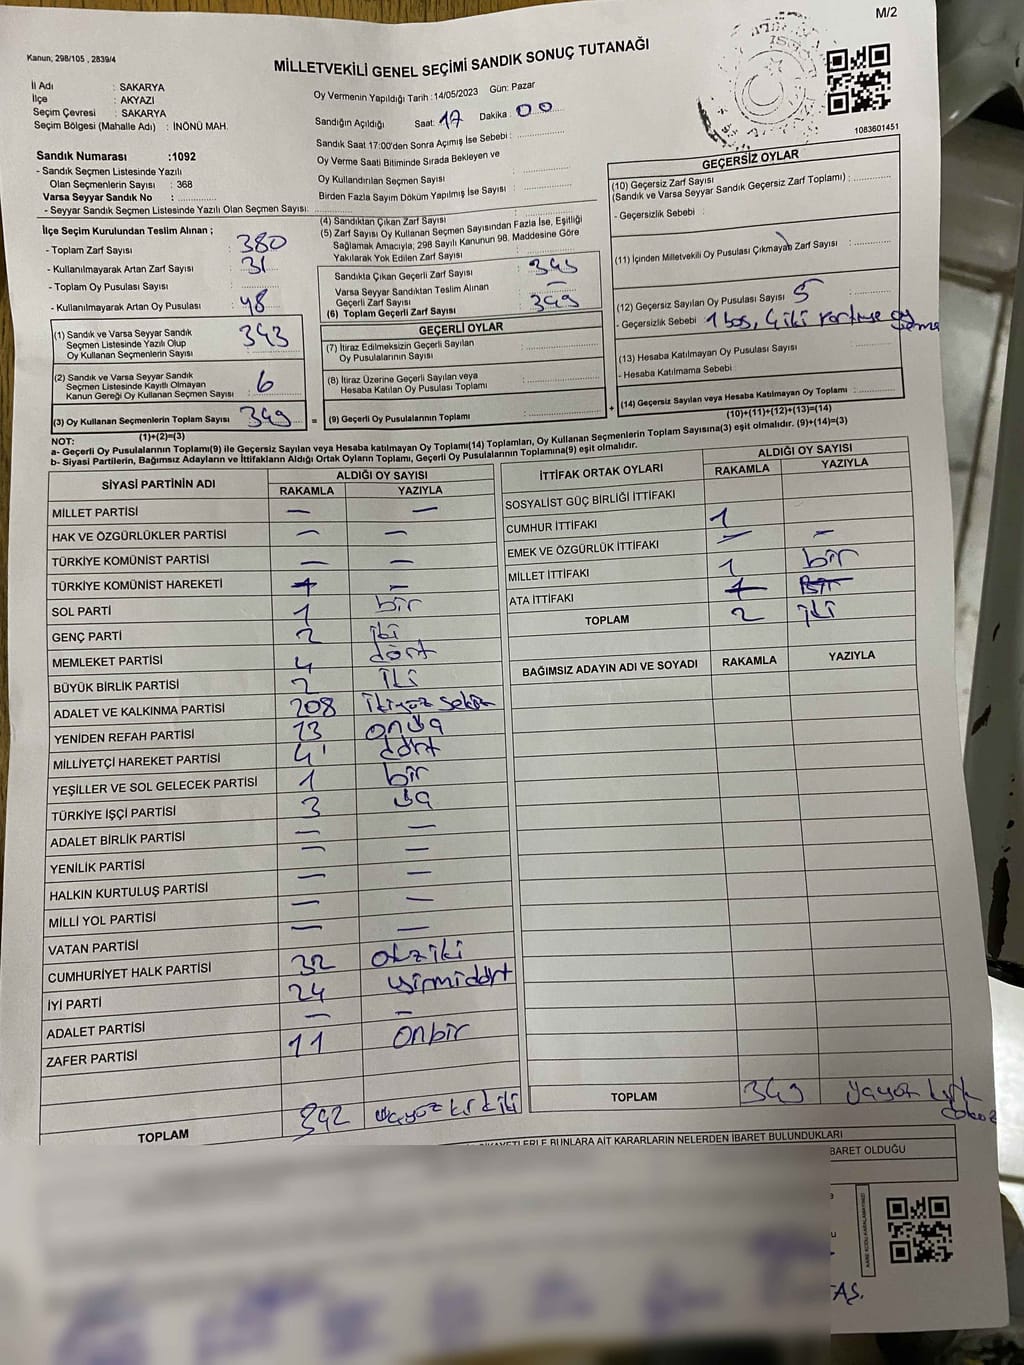 M/2
Kanun; 298/105 , 2839/4
MİLLETVEKİLİ GENEL SEÇİMİ SANDIK SONUÇ TUTANAĞI
İl Adı : SAKARYA
İlçe : AKYAZI
Seçim Çevresi : SAKARYA
Seçim Bölgesi (Mahalle Adı) : İNÖNÜ MAH.
Oy Vermenin Yapıldığı Tarih : 14/05/2023 Gün: Pazar
Sandığın Açıldığı Saat: 17 Dakika : 00
Sandık Saat 17:00'den Sonra Açımış İse Sebebi :
Oy Verme Saati Bitiminde Sırada Bekleyen ve
Oy Kullandırılan Seçmen Sayısı
Birden Fazla Sayım Döküm Yapılmış İse Sayısı :
1083601451
Sandık Numarası :1092
- Sandık Seçmen Listesinde Yazılı
Olan Seçmenlerin Sayısı : 368
Varsa Seyyar Sandık No :
- Seyyar Sandık Seçmen Listesinde Yazılı Olan Seçmen Sayısı:
İlçe Seçim Kurulundan Teslim Alınan ;
- Toplam Zarf Sayısı : 380
- Kullanılmayarak Artan Zarf Sayısı : 31
- Toplam Oy Pusulası Sayısı :
- Kullanılmayarak Artan Oy Pusulası : 48
(1) Sandık ve Varsa Seyyar Sandık
Seçmen Listesinde Yazılı Olup
Oy Kullanan Seçmenlerin Sayısı : 343
(2) Sandık ve Varsa Seyyar Sandık
Seçmen Listesinde Kayıtlı Olmayan
Kanun Gereği Oy Kullanan Seçmen Sayısı : 6
(3) Oy Kullanan Seçmenlerin Toplam Sayısı : 349 =
(1)+(2)=(3)
(4) Sandıktan Çıkan Zarf Sayısı :
(5) Zarf Sayısı Oy Kullanan Seçmen Sayısından Fazla İse, Eşitliği
Sağlamak Amacıyla; 298 Sayılı Kanunun 98. Maddesine Göre
Yakılarak Yok Edilen Zarf Sayısı :
Sandıkta Çıkan Geçerli Zarf Sayısı :
Varsa Seyyar Sandıktan Teslim Alınan
Geçerli Zarf Sayısı : —
(6) Toplam Geçerli Zarf Sayısı : 349
GEÇERLİ OYLAR
(7) İtiraz Edilmeksizin Geçerli Sayılan
Oy Pusulalarının Sayısı :
(8) İtiraz Üzerine Geçerli Sayılan veya
Hesaba Katılan Oy Pusulası Toplamı :
(9) Geçerli Oy Pusulalarının Toplamı : +
GEÇERSİZ OYLAR
(10) Geçersiz Zarf Sayısı
(Sandık ve Varsa Seyyar Sandık Geçersiz Zarf Toplamı) :
- Geçersizlik Sebebi :
(11) İçinden Milletvekili Oy Pusulası Çıkmayan Zarf Sayısı :
(12) Geçersiz Sayılan Oy Pusulası Sayısı : 5
- Geçersizlik Sebebi : 1 boş, 4 iki partiye oy
(13) Hesaba Katılmayan Oy Pusulası Sayısı :
- Hesaba Katılmama Sebebi :
(14) Geçersiz Sayılan veya Hesaba Katılmayan Oy Toplamı :
(10)+(11)+(12)+(13)=(14)
NOT:
a- Geçerli Oy Pusulalarının Toplamı(9) ile Geçersiz Sayılan veya Hesaba katılmayan Oy Toplamı(14) Toplamları, Oy Kullanan Seçmenlerin Toplam Sayısına(3) eşit olmalıdır. (9)+(14)=(3)
b- Siyasi Partilerin, Bağımsız Adayların ve İttifakların Aldığı Ortak Oyların Toplamı, Geçerli Oy Pusulalarının Toplamına(9) eşit olmalıdır.
SİYASİ PARTİNİN ADI ALDIĞI OY SAYISI
RAKAMLA YAZIYLA
MİLLET PARTİSİ — —
HAK VE ÖZGÜRLÜKLER PARTİSİ — —
TÜRKİYE KOMÜNİST PARTİSİ — —
TÜRKİYE KOMÜNİST HAREKETİ 1 —
SOL PARTİ 1 bir
GENÇ PARTİ 2 iki
MEMLEKET PARTİSİ 4 dört
BÜYÜK BİRLİK PARTİSİ 2 iki
ADALET VE KALKINMA PARTİSİ 208 ikiyüz sekiz
YENİDEN REFAH PARTİSİ 13 onüç
MİLLİYETÇİ HAREKET PARTİSİ 41 dört
YEŞİLLER VE SOL GELECEK PARTİSİ 1 bir
TÜRKİYE İŞÇİ PARTİSİ 3 üç
ADALET BİRLİK PARTİSİ — —
YENİLİK PARTİSİ — —
HALKIN KURTULUŞ PARTİSİ — —
MİLLİ YOL PARTİSİ — —
VATAN PARTİSİ — —
CUMHURİYET HALK PARTİSİ 32 otziki
İYİ PARTİ 24 yirmidört
ADALET PARTİSİ — —
ZAFER PARTİSİ 11 onbir
TOPLAM 342
İTTİFAK ORTAK OYLARI ALDIĞI OY SAYISI
RAKAMLA YAZIYLA
SOSYALİST GÜÇ BİRLİĞİ İTTİFAKI
CUMHUR İTTİFAKI 1
EMEK VE ÖZGÜRLÜK İTTİFAKI — —
MİLLET İTTİFAKI 1 bir
ATA İTTİFAKI 1 Bir
TOPLAM 2 iki
BAĞIMSIZ ADAYIN ADI VE SOYADI RAKAMLA YAZIYLA
TOPLAM 349
BUNLARA AİT KARARLARIN NELERDEN İBARET BULUNDUKLARI
BARET OLDUĞU